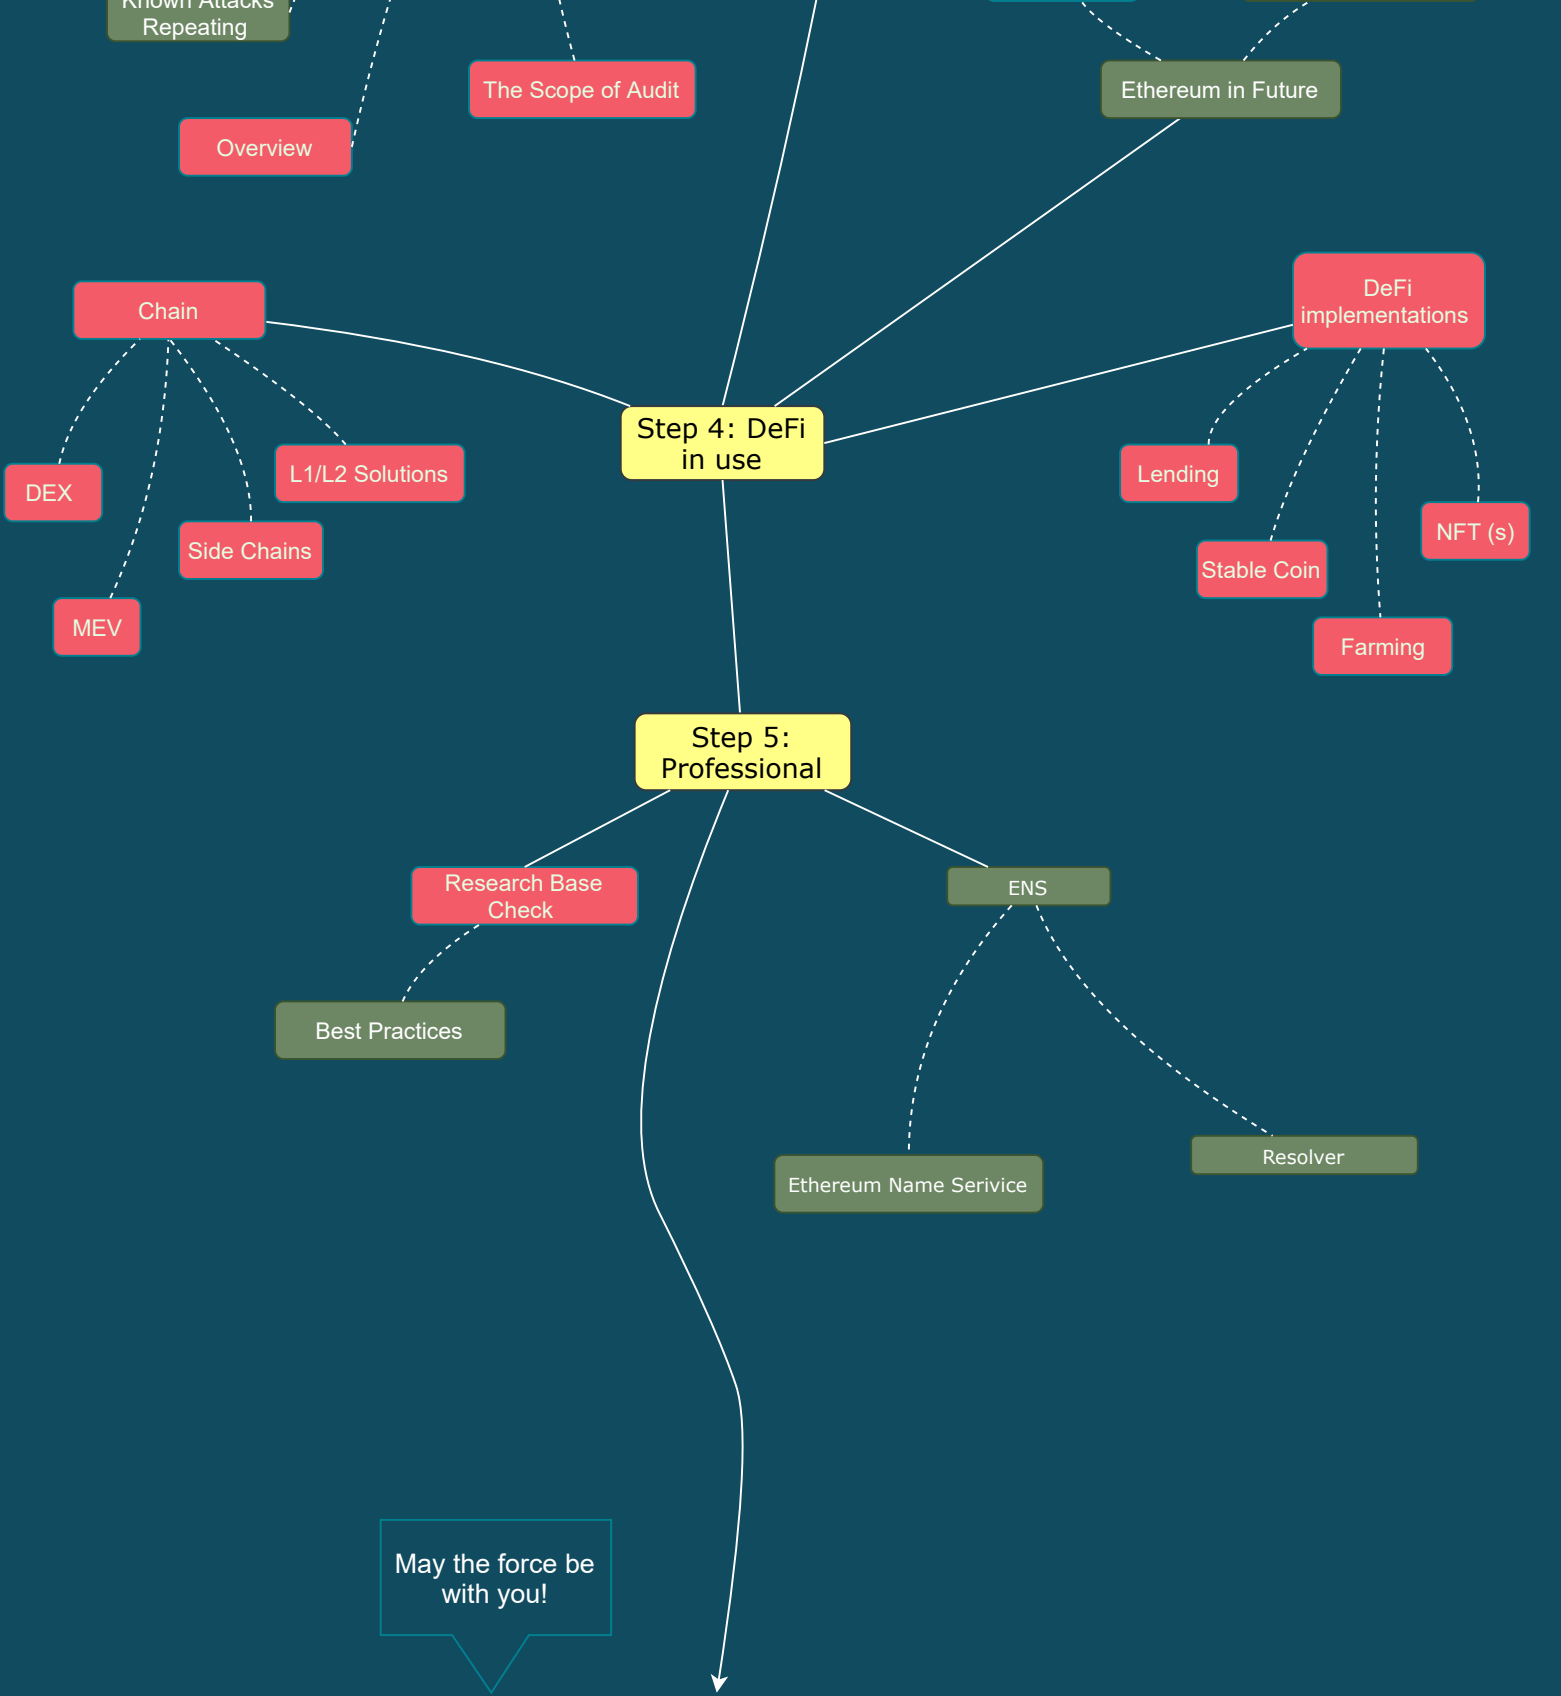 Known Attacks
Repeating
The Scope of Audit
Ethereum in Future
Overview
Chain
DeFi
implementations
Step 4: DeFi
in use
DEX
L1/L2 Solutions
Side Chains
MEV
Lending
NFT (s)
Stable Coin
Farming
Step 5:
Professional
Research Base
Check
ENS
Best Practices
Ethereum Name Serivice
Resolver
May the force be
with you!